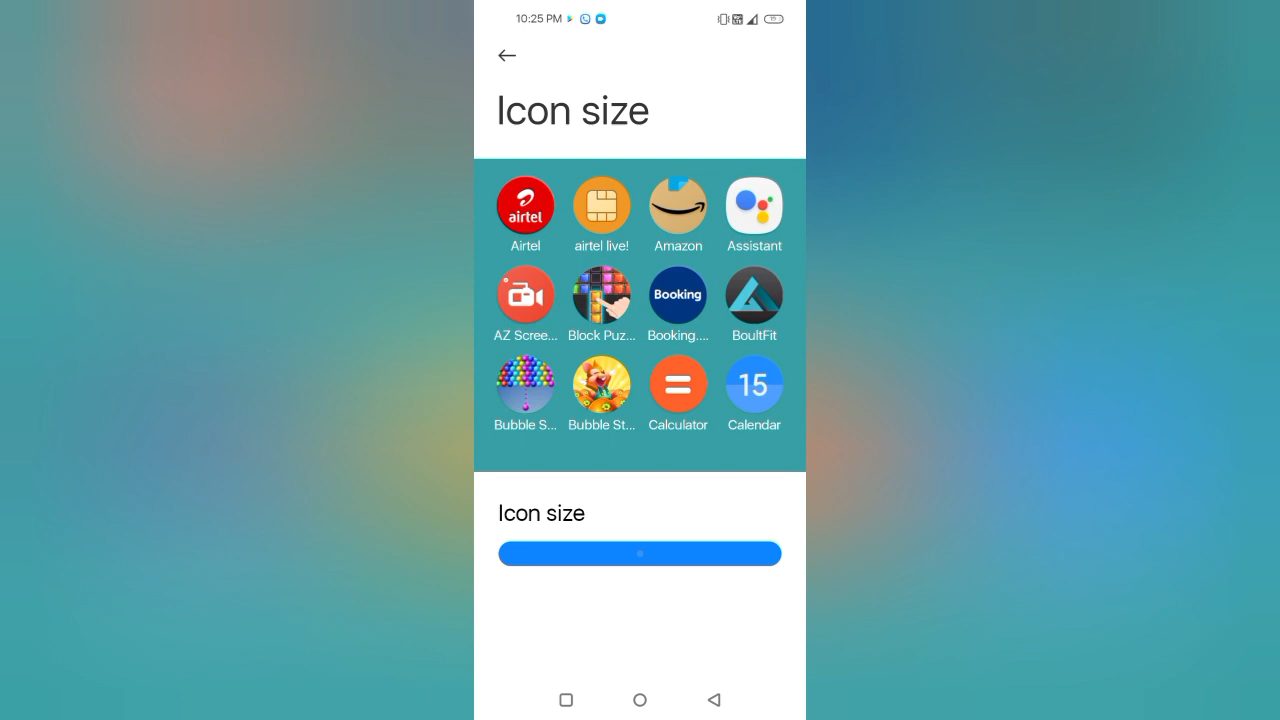 10:25 PM
Icon size
airtel
Airtel
airtel live!
Amazon
Assistant
Booking
AZ Scree...
Block Puz...
Booking....
BoultFit
15
Bubble S...
Bubble St...
Calculator
Calendar
Icon size